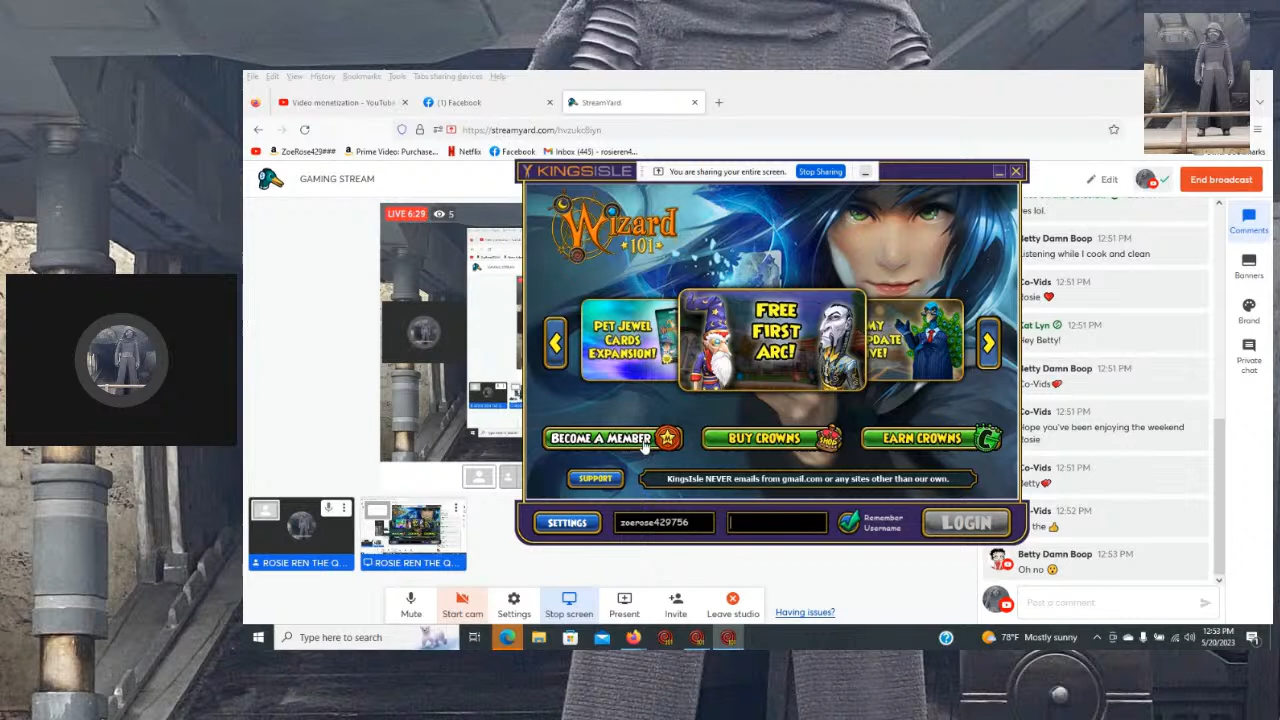 File Edit View History Bookmarks Tools Tabs sharing devices Help
Video monetization - YouTube
(1) Facebook
StreamYard
https://streamyard.com/hvzukc8iyn
ZoeRose429###
Prime Video: Purchase...
Netflix
Facebook
Inbox (445) - rosieren4...
GAMING STREAM
Edit
End broadcast
LIVE 6:29
5
KINGSISLE
You are sharing your entire screen.
Stop Sharing
Wizard
101
PET JEWEL
CARDS
EXPANSION!
FREE
FIRST
ARC!
MY
BECOME A MEMBER
BUY CROWNS
SHOP
EARN CROWNS
SUPPORT
KingsIsle NEVER emails from gmail.com or any sites other than our own.
SETTINGS
zoerose429756
Remember
Username
LOGIN
yes lol.
Betty Damn Boop 12:51 PM
Listening while I cook and clean
Co-Vids 12:51 PM
Rosie
Cat Lyn 12:51 PM
Hey Betty!
Betty Damn Boop 12:51 PM
Co-Vids
Co-Vids 12:51 PM
Hope you've been enjoying the weekend
Rosie
Co-Vids 12:51 PM
Betty
Co-Vids 12:52 PM
the
Betty Damn Boop 12:53 PM
Oh no
Post a comment
Comments
Banners
Brand
Private
chat
ROSIE REN THE Q...
ROSIE REN THE Q...
Mute
Start cam
Settings
Stop screen
Present
Invite
Leave studio
Having issues?
Type here to search
78°F Mostly sunny
12:53 PM
5/20/2023